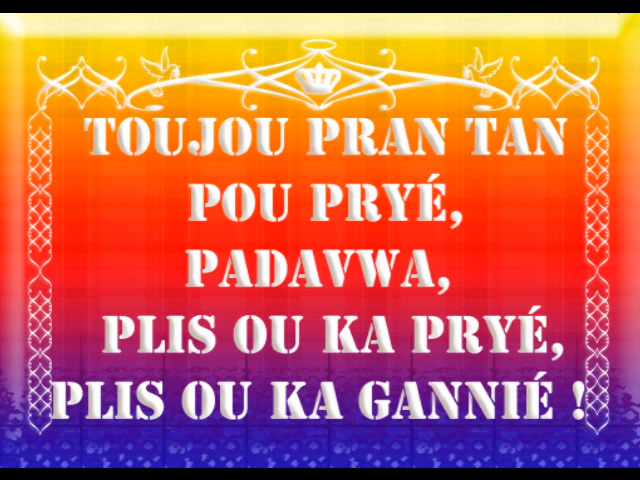 TOUJOU PRAN TAN
POU PRYÉ,
PADAVWA,
PLIS OU KA PRYÉ,
PLIS OU KA GANNIÉ !